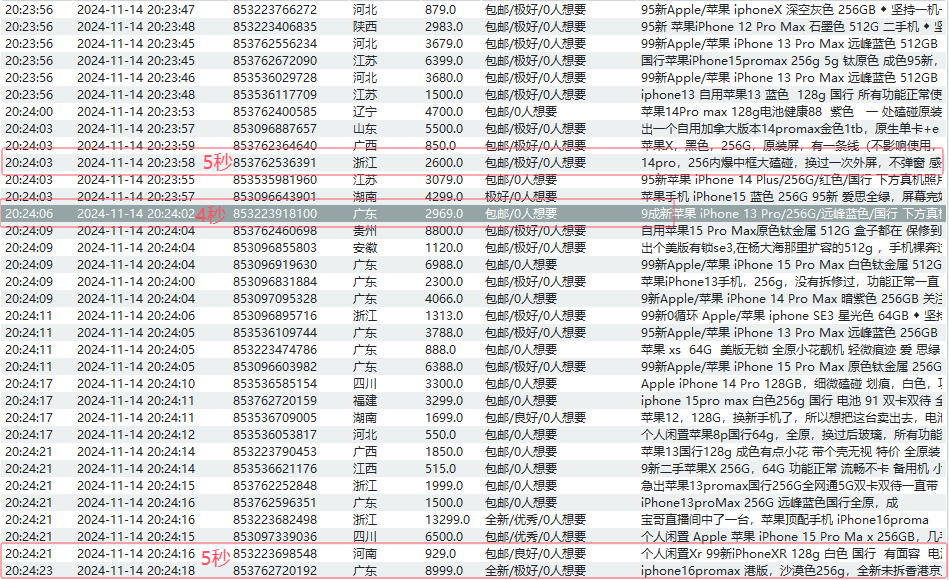 20:23:56 2024-11-14 20:23:47 853223766272 河北 879.0 包邮/极好/0人想要 95新Apple/苹果 iphoneX 深空灰色 256GB ♦ 坚持一机-
20:23:56 2024-11-14 20:23:48 853323406835 陕西 2983.0 包邮/极好/0人想要 95新 苹果iPhone 12 Pro Max 石墨色 512G 二手机 ♦
20:23:56 2024-11-14 20:23:45 853762556234 河北 3679.0 包邮/极好/0人想要 99新Apple/苹果 iPhone 13 Pro Max 远峰蓝色 512GB
20:23:56 2024-11-14 20:23:45 853762672090 江苏 6399.0 包邮/极好/0人想要 国行苹果iPhone15promax 256g 5g 钛原色 成色95新,
20:23:56 2024-11-14 20:23:46 853536029728 河北 3680.0 包邮/极好/0人想要 99新Apple/苹果 iPhone 13 Pro Max 远峰蓝色 512GB
20:23:56 2024-11-14 20:23:48 853536117709 江苏 1500.0 包邮/极好/0人想要 iphone13 自用苹果13 蓝色 128g 国行 所有功能正常使
20:24:00 2024-11-14 20:23:53 853762400585 辽宁 4700.0 包邮/0人想要 苹果14Pro max 128g电池健康88 紫色 一 处磕碰原装
20:24:03 2024-11-14 20:23:57 853096887657 山东 5500.0 包邮/极好/0人想要 出一个自用加拿大版本14promax金色1tb，原生单卡+e
20:24:03 2024-11-14 20:23:59 853762364640 广西 850.0 包邮/极好/0人想要 苹果X，黑色，256G，原装屏，有一条线（不影响使用，
20:24:03 2024-11-14 20:23:58 5秒 853762536391 浙江 2600.0 包邮/极好/0人想要 14pro，256内爆中框大磕碰，换过一次外屏，不弹窗 感
20:24:03 2024-11-14 20:23:55 853535981960 江苏 3079.0 包邮/极好/0人想要 95新苹果 iPhone 14 Plus/256G/红色/国行 下方真机照片
20:24:03 2024-11-14 20:23:57 853096643901 湖南 4299.0 包邮/极好/0人想要 苹果手机 iPhone15 蓝色 256G 95新 爱思全绿，屏幕完
20:24:06 2024-11-14 20:24:02 4秒 853223918100 广东 2969.0 包邮/0人想要 9成新苹果 iPhone 13 Pro/256G/远峰蓝色/国行 下方真
20:24:09 2024-11-14 20:24:04 853762460698 贵州 8800.0 包邮/极好/0人想要 自用苹果15 Pro Max原色钛金属 512G 盒子都在 保修到
20:24:09 2024-11-14 20:24:04 853096855803 安徽 1120.0 包邮/极好/0人想要 出个美版有锁se3,在杨大海那里扩容的512g ，手机裸奔
20:24:09 2024-11-14 20:24:04 853096919630 广东 6988.0 包邮/0人想要 99新Apple/苹果 iPhone 15 Pro Max 白色钛金属 512G
20:24:09 2024-11-14 20:24:00 853096831884 广东 2300.0 包邮/极好/0人想要 苹果iPhone13手机，256g，没有拆修过，功能正常一直
20:24:09 2024-11-14 20:24:04 853097095328 广东 4066.0 包邮/0人想要 9新Apple/苹果 iPhone 14 Pro Max 暗紫色 256GB 关
20:24:11 2024-11-14 20:24:06 853096895716 浙江 1313.0 包邮/极好/0人想要 99新0循环 Apple/苹果 iphone SE3 星光色 64GB ♦ 坚
20:24:11 2024-11-14 20:24:05 853536109744 广东 3788.0 包邮/极好/0人想要 95新Apple/苹果 iPhone 13 Pro Max 远峰蓝色 256GB
20:24:11 2024-11-14 20:24:05 853223474786 广东 888.0 包邮/0人想要 苹果 xs 64G 美版无锁 全原小花靓机 轻微痕迹 爱 思绿
20:24:11 2024-11-14 20:24:05 853096603982 广东 6388.0 包邮/极好/0人想要 99新Apple/苹果 iPhone 15 Pro Max 原色钛金属 256G
20:24:17 2024-11-14 20:24:10 853536585154 四川 3300.0 包邮/0人想要 Apple iPhone 14 Pro 128GB，细微磕碰 划痕，白色，
20:24:17 2024-11-14 20:24:11 853762720159 福建 3299.0 包邮/0人想要 iphone 15pro max 白色256g 国行 电池 91 双卡双待 全
20:24:17 2024-11-14 20:24:11 853536709005 湖南 1699.0 包邮/良好/0人想要 苹果12，128G，换新手机了，所以想把这台卖出去，电
20:24:17 2024-11-14 20:24:12 853536053817 河北 550.0 包邮/0人想要 个人闲置苹果8p国行64g，全原，换过后玻璃，所有功能
20:24:21 2024-11-14 20:24:14 853223790453 广西 1850.0 包邮/0人想要 苹果13国行128g 成色有点小花 带个壳无视 特价 全原装
20:24:21 2024-11-14 20:24:14 853536621176 江西 515.0 包邮/0人想要 9新二手苹果X 256G，64G 功能正常 流畅不卡 备用机 小
20:24:21 2024-11-14 20:24:15 853762252848 浙江 1999.0 包邮/0人想要 急出苹果13promax国行256G全网通5G双卡双待一直带
20:24:21 2024-11-14 20:24:16 853762596351 广东 1500.0 包邮/0人想要 iPhone13proMax 256G 远峰蓝色国行全原，成
20:24:21 2024-11-14 20:24:16 853223682498 浙江 13299.0 全新/优秀/0人想要 宝哥直播间中了一台，苹果顶配手机 iPhone16proma
20:24:21 2024-11-14 20:24:15 853097339036 四川 6500.0 包邮/优秀/0人想要 个人闲置 Apple 苹果 iPhone 15 Pro Ma x 256GB，几
20:24:21 2024-11-14 20:24:16 5秒 853223698548 河南 929.0 包邮/良好/0人想要 个人闲置Xr 99新iPhoneXR 128g 白色 国行 有面容 电
20:24:23 2024-11-14 20:24:18 853762720192 广东 8999.0 全新/极好/0人想要 iphone16promax 港版，沙漠色256g，全新未拆香港京